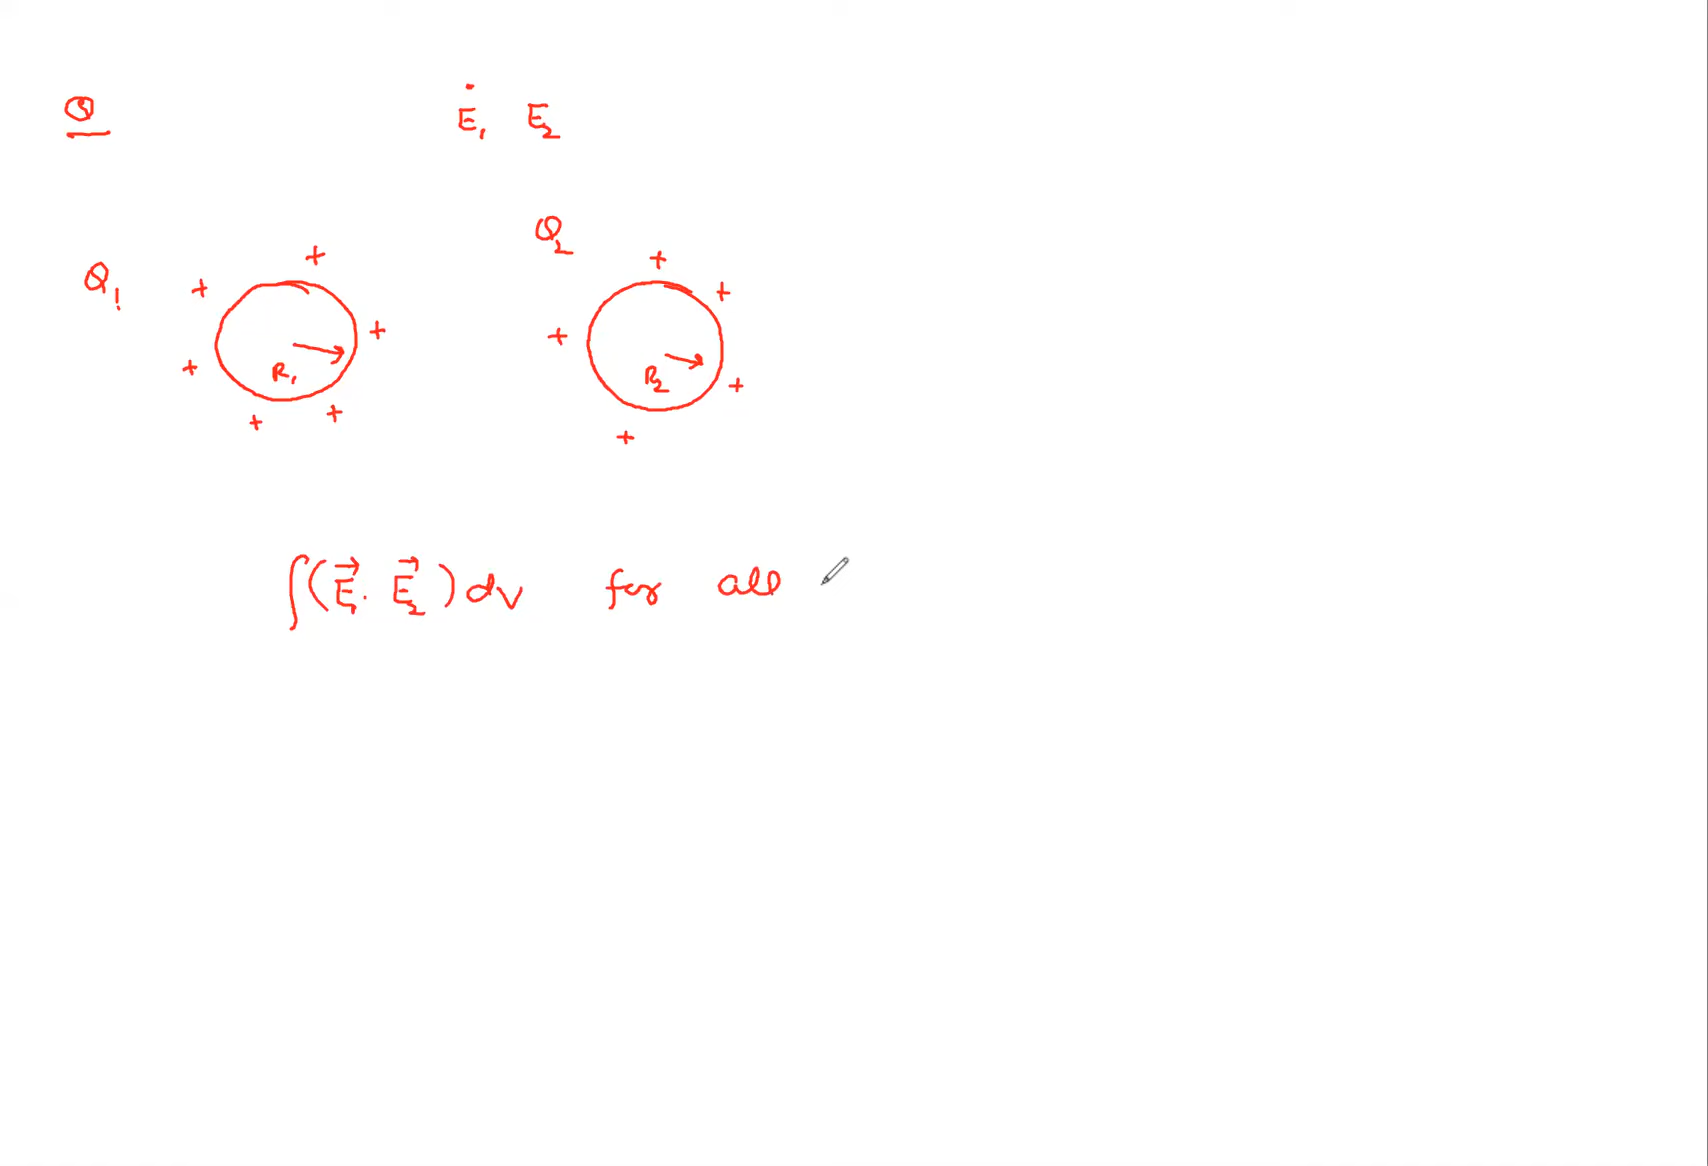 Q
E₁ E₂
Q₁
Q₂
R₁
R₂
∫(E⃗₁ · E⃗₂) dv for all